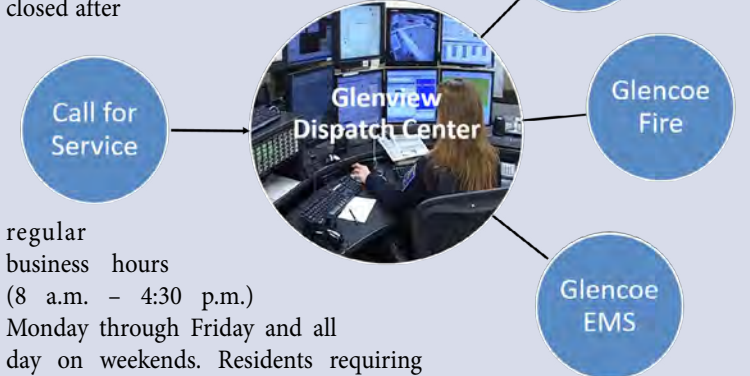 closed after
Call for
Service
Glenview
Dispatch Center
Glencoe
Fire
Glencoe
EMS
regular
business hours
(8 a.m. – 4:30 p.m.)
Monday through Friday and all
day on weekends. Residents requiring